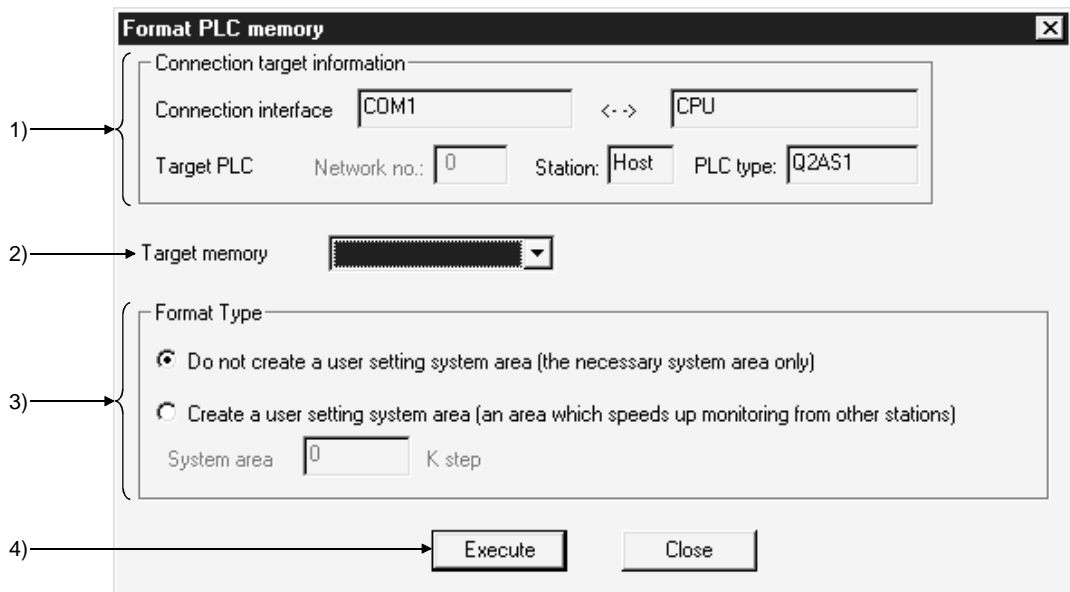 Format PLC memory
Connection target information
1)
Connection interface COM1 <--> CPU
Target PLC Network no.: 0 Station: Host PLC type: Q2AS1
2)
Target memory
3)
Format Type
Do not create a user setting system area (the necessary system area only)
Create a user setting system area (an area which speeds up monitoring from other stations)
System area 0 K step
4)
Execute Close